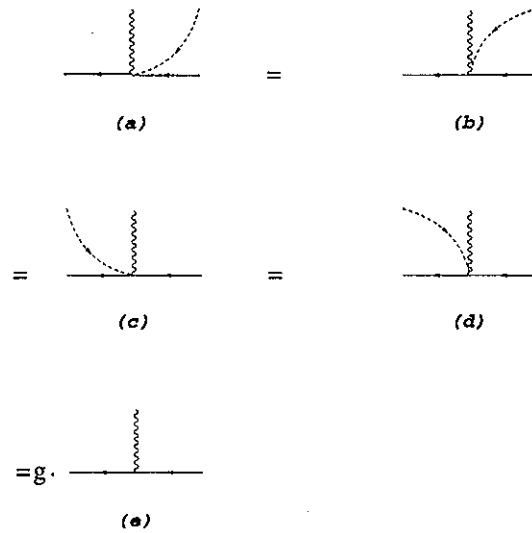 =
(a) (b)
= =
(c) (d)
=g·
(e)